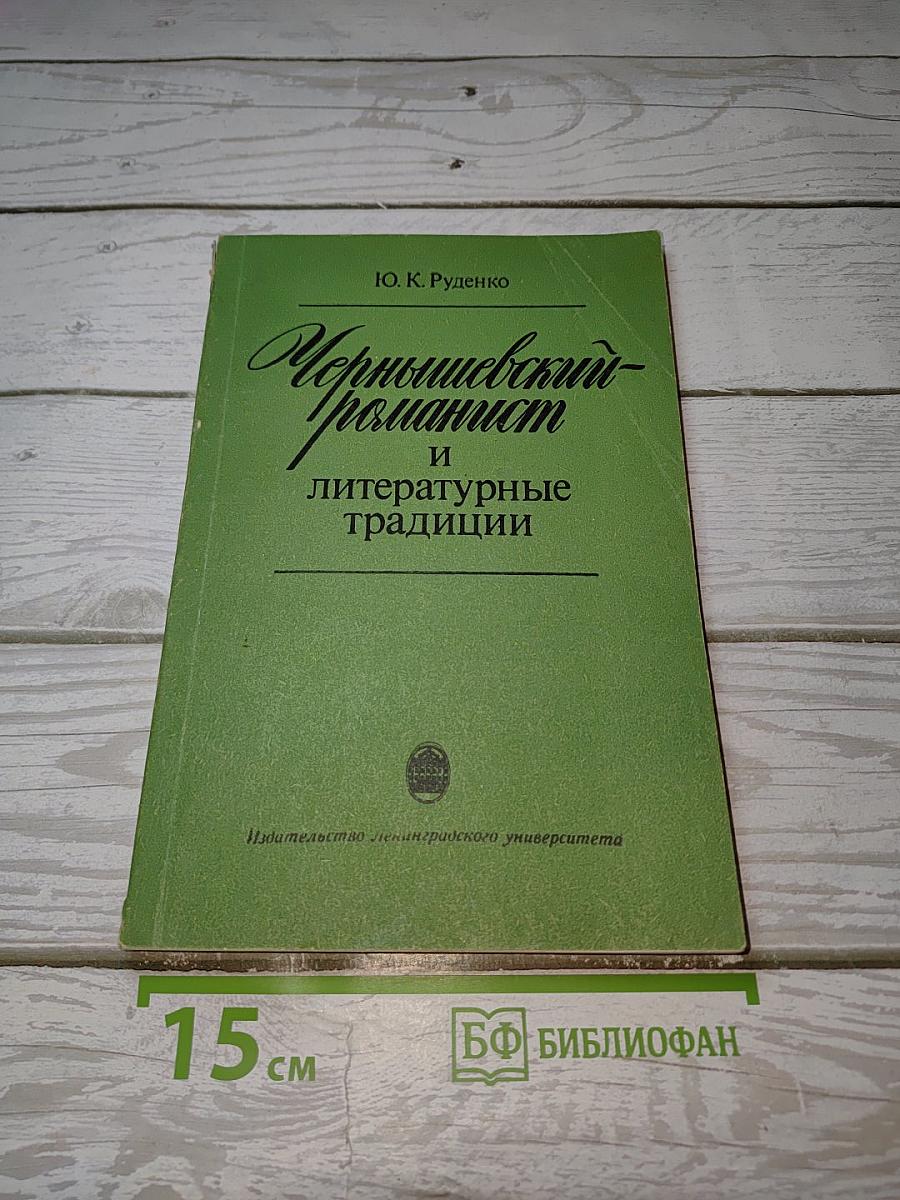 Ю. К. Руденко
Чернышевский-
романист
и
литературные
традиции
Издательство Ленинградского университета
15 см
БФ БИБЛИОФАН